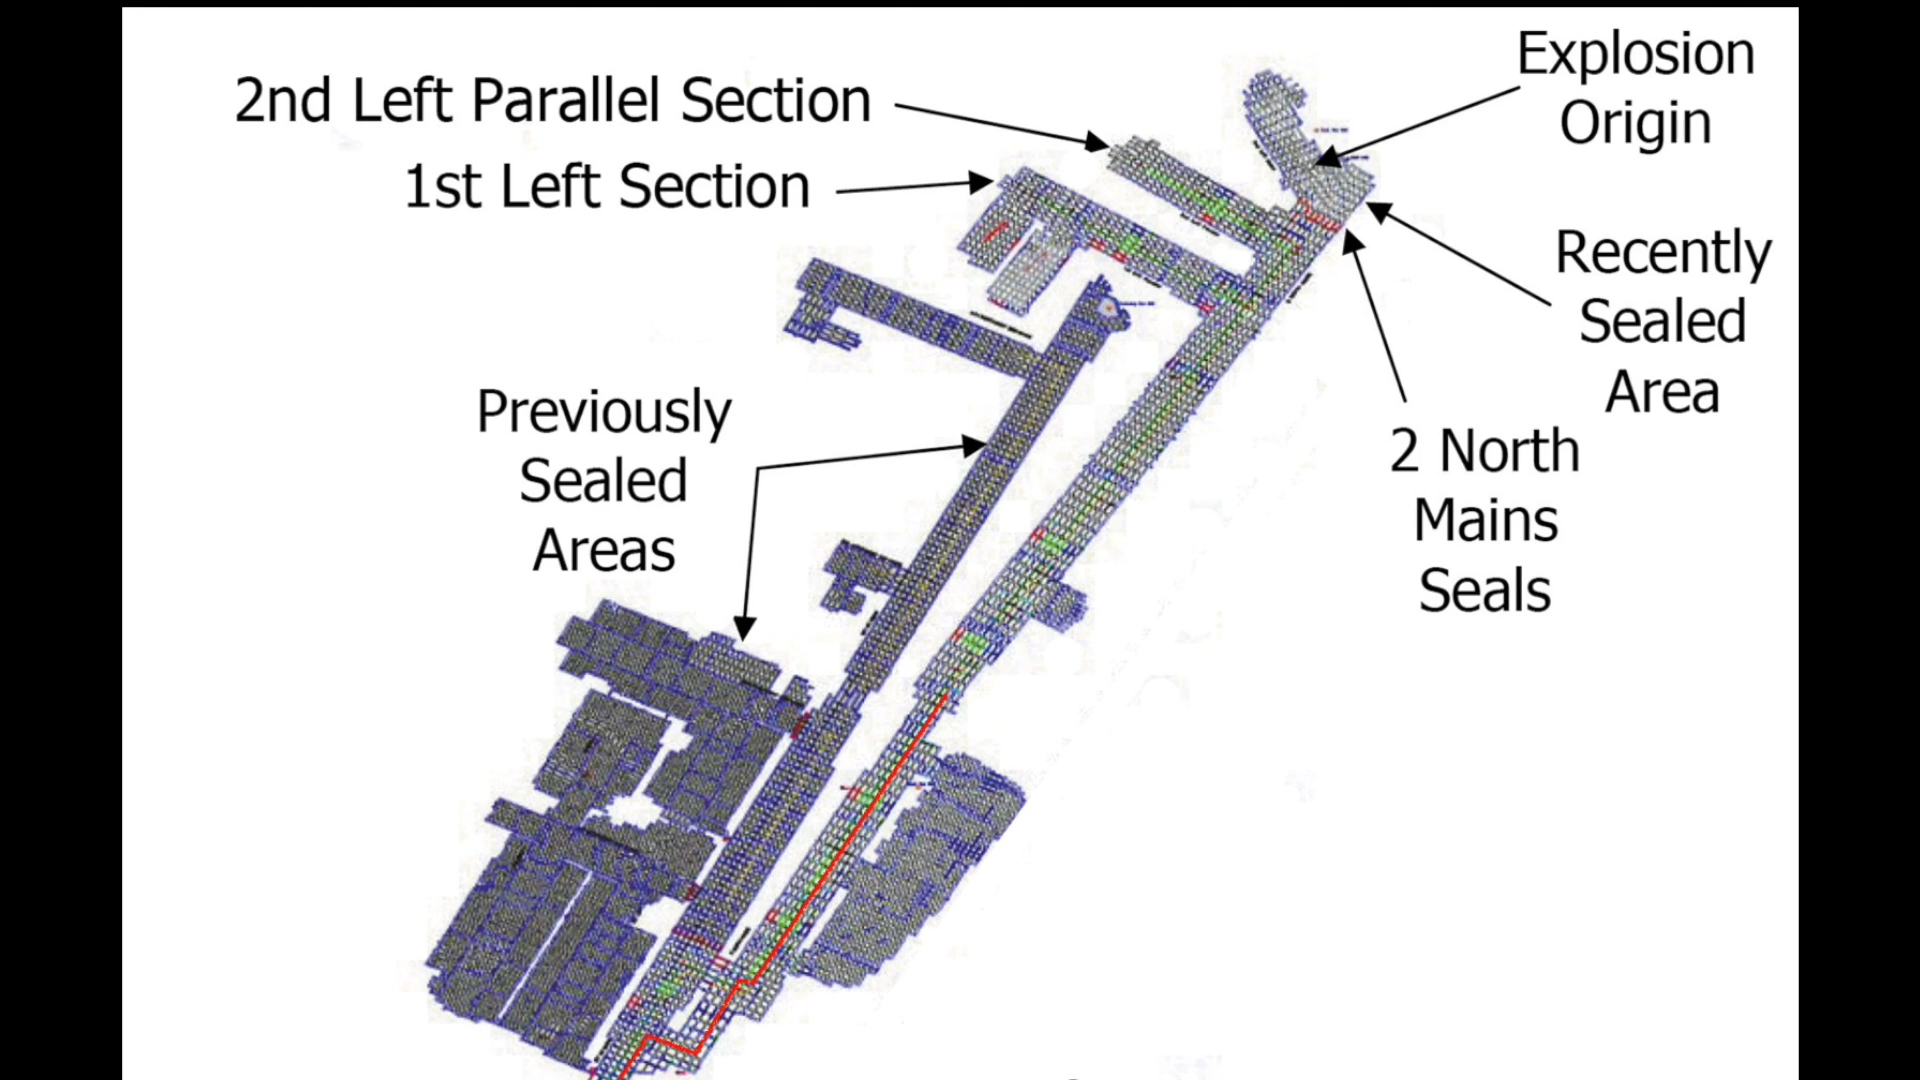 2nd Left Parallel Section
1st Left Section
Explosion
Origin
Recently
Sealed
Area
2 North
Mains
Seals
Previously
Sealed
Areas